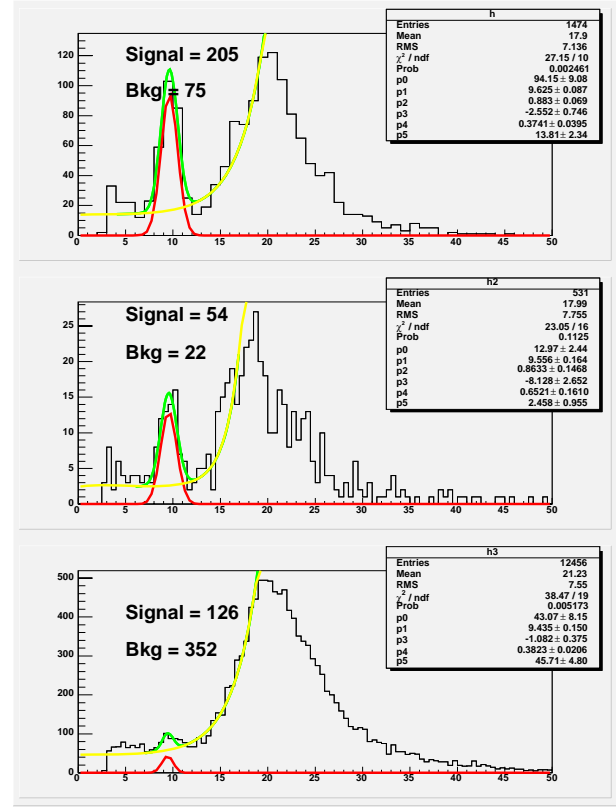 h
Entries 1474
Mean 17.9
RMS 7.136
χ² / ndf 27.15 / 10
Prob 0.002461
p0 94.15 ± 9.08
p1 9.625 ± 0.087
p2 0.883 ± 0.069
p3 -2.552 ± 0.746
p4 0.3741 ± 0.0395
p5 13.81 ± 2.34
Signal = 205
Bkg = 75
120
100
80
60
40
20
0
0 5 10 15 20 25 30 35 40 45 50
h2
Entries 531
Mean 17.99
RMS 7.755
χ² / ndf 23.05 / 16
Prob 0.1125
p0 12.97 ± 2.44
p1 9.556 ± 0.164
p2 0.8633 ± 0.1468
p3 -8.128 ± 2.652
p4 0.6521 ± 0.1610
p5 2.458 ± 0.955
Signal = 54
Bkg = 22
25
20
15
10
5
0
0 5 10 15 20 25 30 35 40 45 50
h3
Entries 12456
Mean 21.23
RMS 7.55
χ² / ndf 38.47 / 19
Prob 0.005173
p0 43.07 ± 8.15
p1 9.435 ± 0.150
p3 -1.082 ± 0.375
p4 0.3823 ± 0.0206
p5 45.71 ± 4.80
Signal = 126
Bkg = 352
500
400
300
200
100
0
0 5 10 15 20 25 30 35 40 45 50